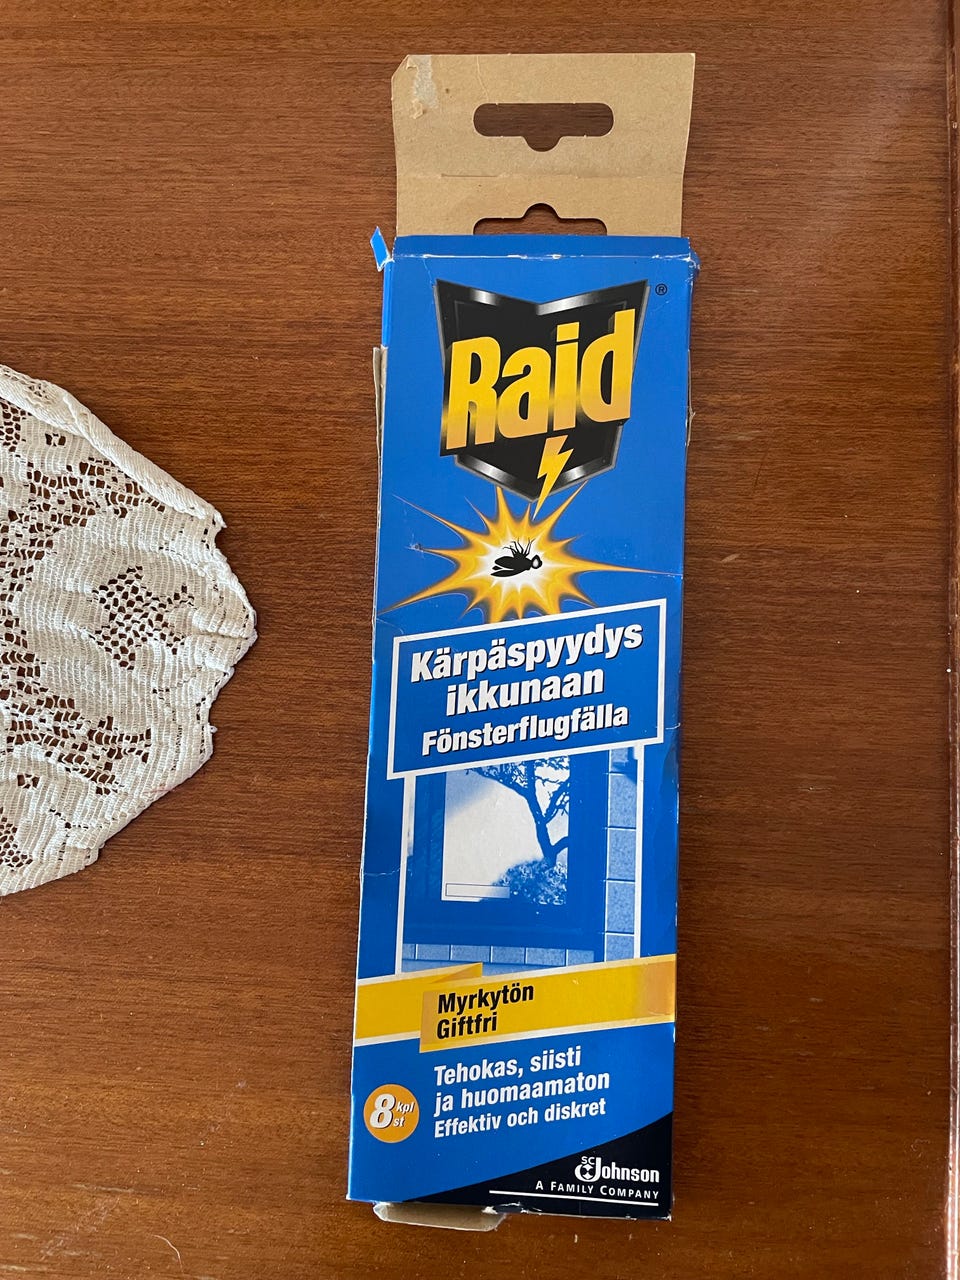 Raid®
Kärpäspyydys
ikkunaan
Fönsterflugfälla
Myrkytön
Giftfri
Tehokas, siisti
ja huomaamaton
Effektiv och diskret
8 kpl
st
SC Johnson
A FAMILY COMPANY